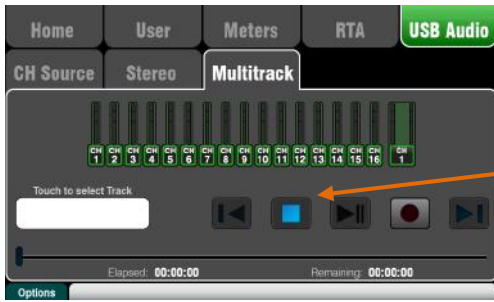 Home User Meters RTA USB Audio
CH Source Stereo Multitrack
CH CH CH CH CH CH CH CH CH CH CH CH CH CH CH CH CH
1 2 3 4 5 6 7 8 9 10 11 12 13 14 15 16 1
Touch to select Track
Elapsed: 00:00:00 Remaining: 00:00:00
Options